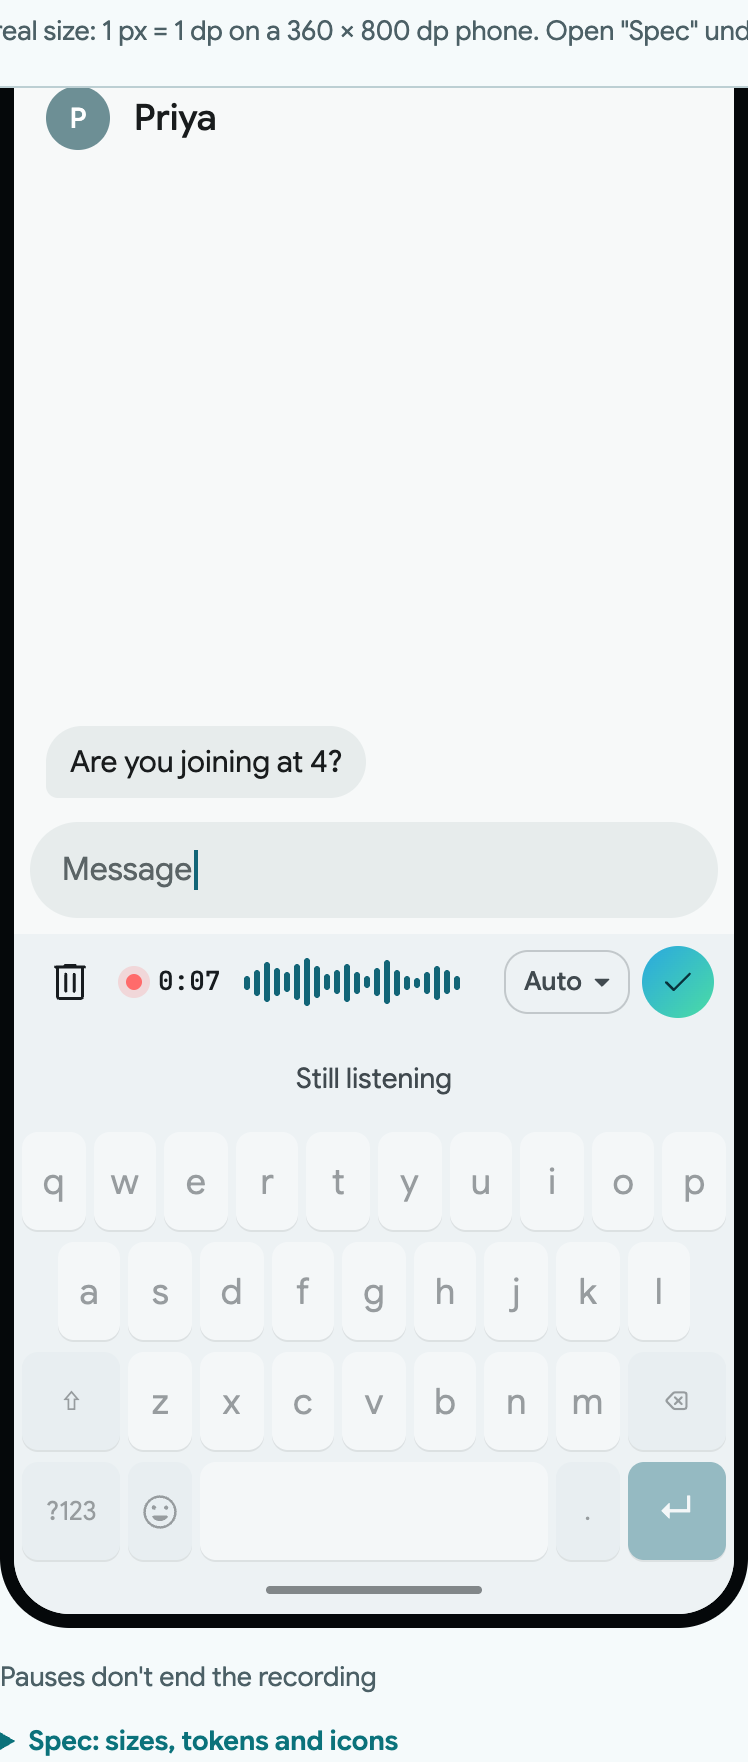 real size: 1 px = 1 dp on a 360 × 800 dp phone. Open "Spec" und
P Priya
Are you joining at 4?
Message
0:07 Auto
Still listening
q w e r t y u i o p
a s d f g h j k l
z x c v b n m
?123 .
Pauses don't end the recording
Spec: sizes, tokens and icons